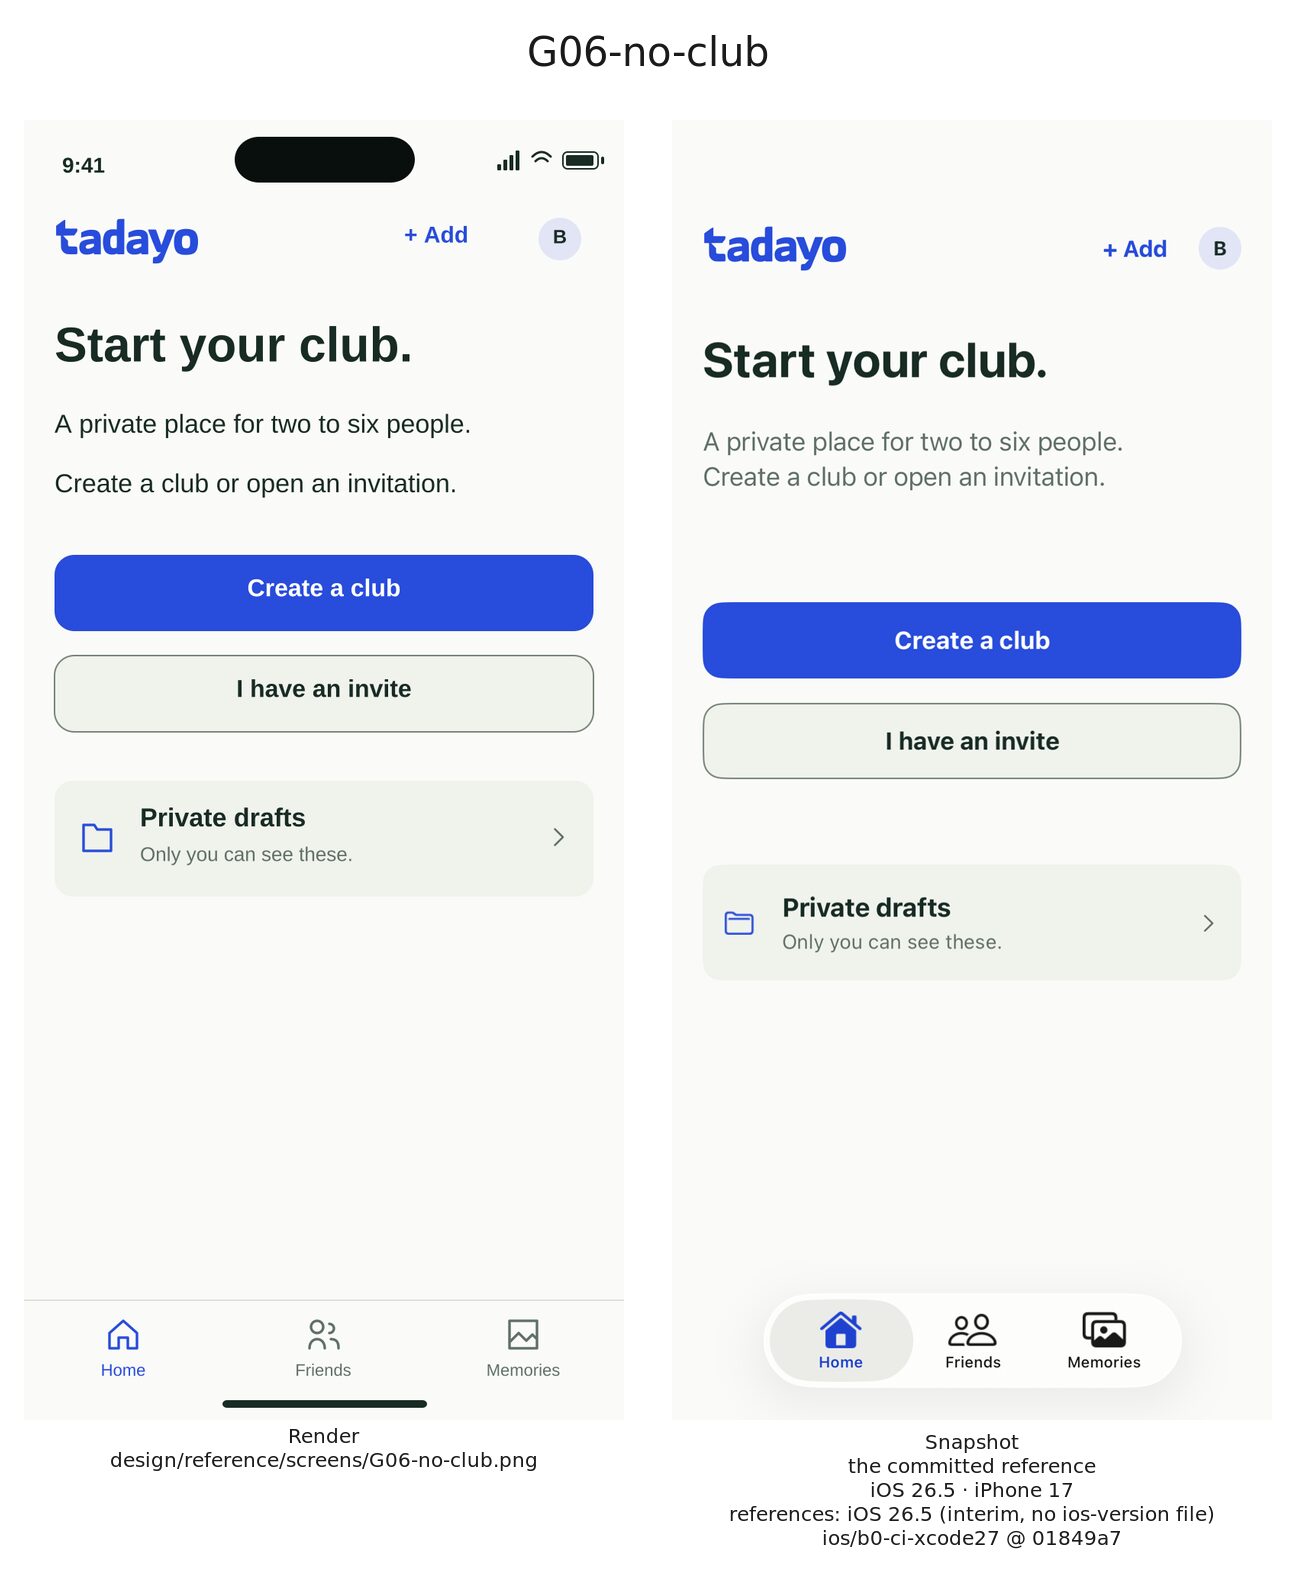 G06-no-club
9:41
tadayo
+ Add
B
Start your club.
A private place for two to six people.
Create a club or open an invitation.
Create a club
I have an invite
Private drafts
Only you can see these.
Home
Friends
Memories
Render
design/reference/screens/G06-no-club.png
tadayo
+ Add
B
Start your club.
A private place for two to six people.
Create a club or open an invitation.
Create a club
I have an invite
Private drafts
Only you can see these.
Home
Friends
Memories
Snapshot
the committed reference
iOS 26.5 · iPhone 17
references: iOS 26.5 (interim, no ios-version file)
ios/b0-ci-xcode27 @ 01849a7